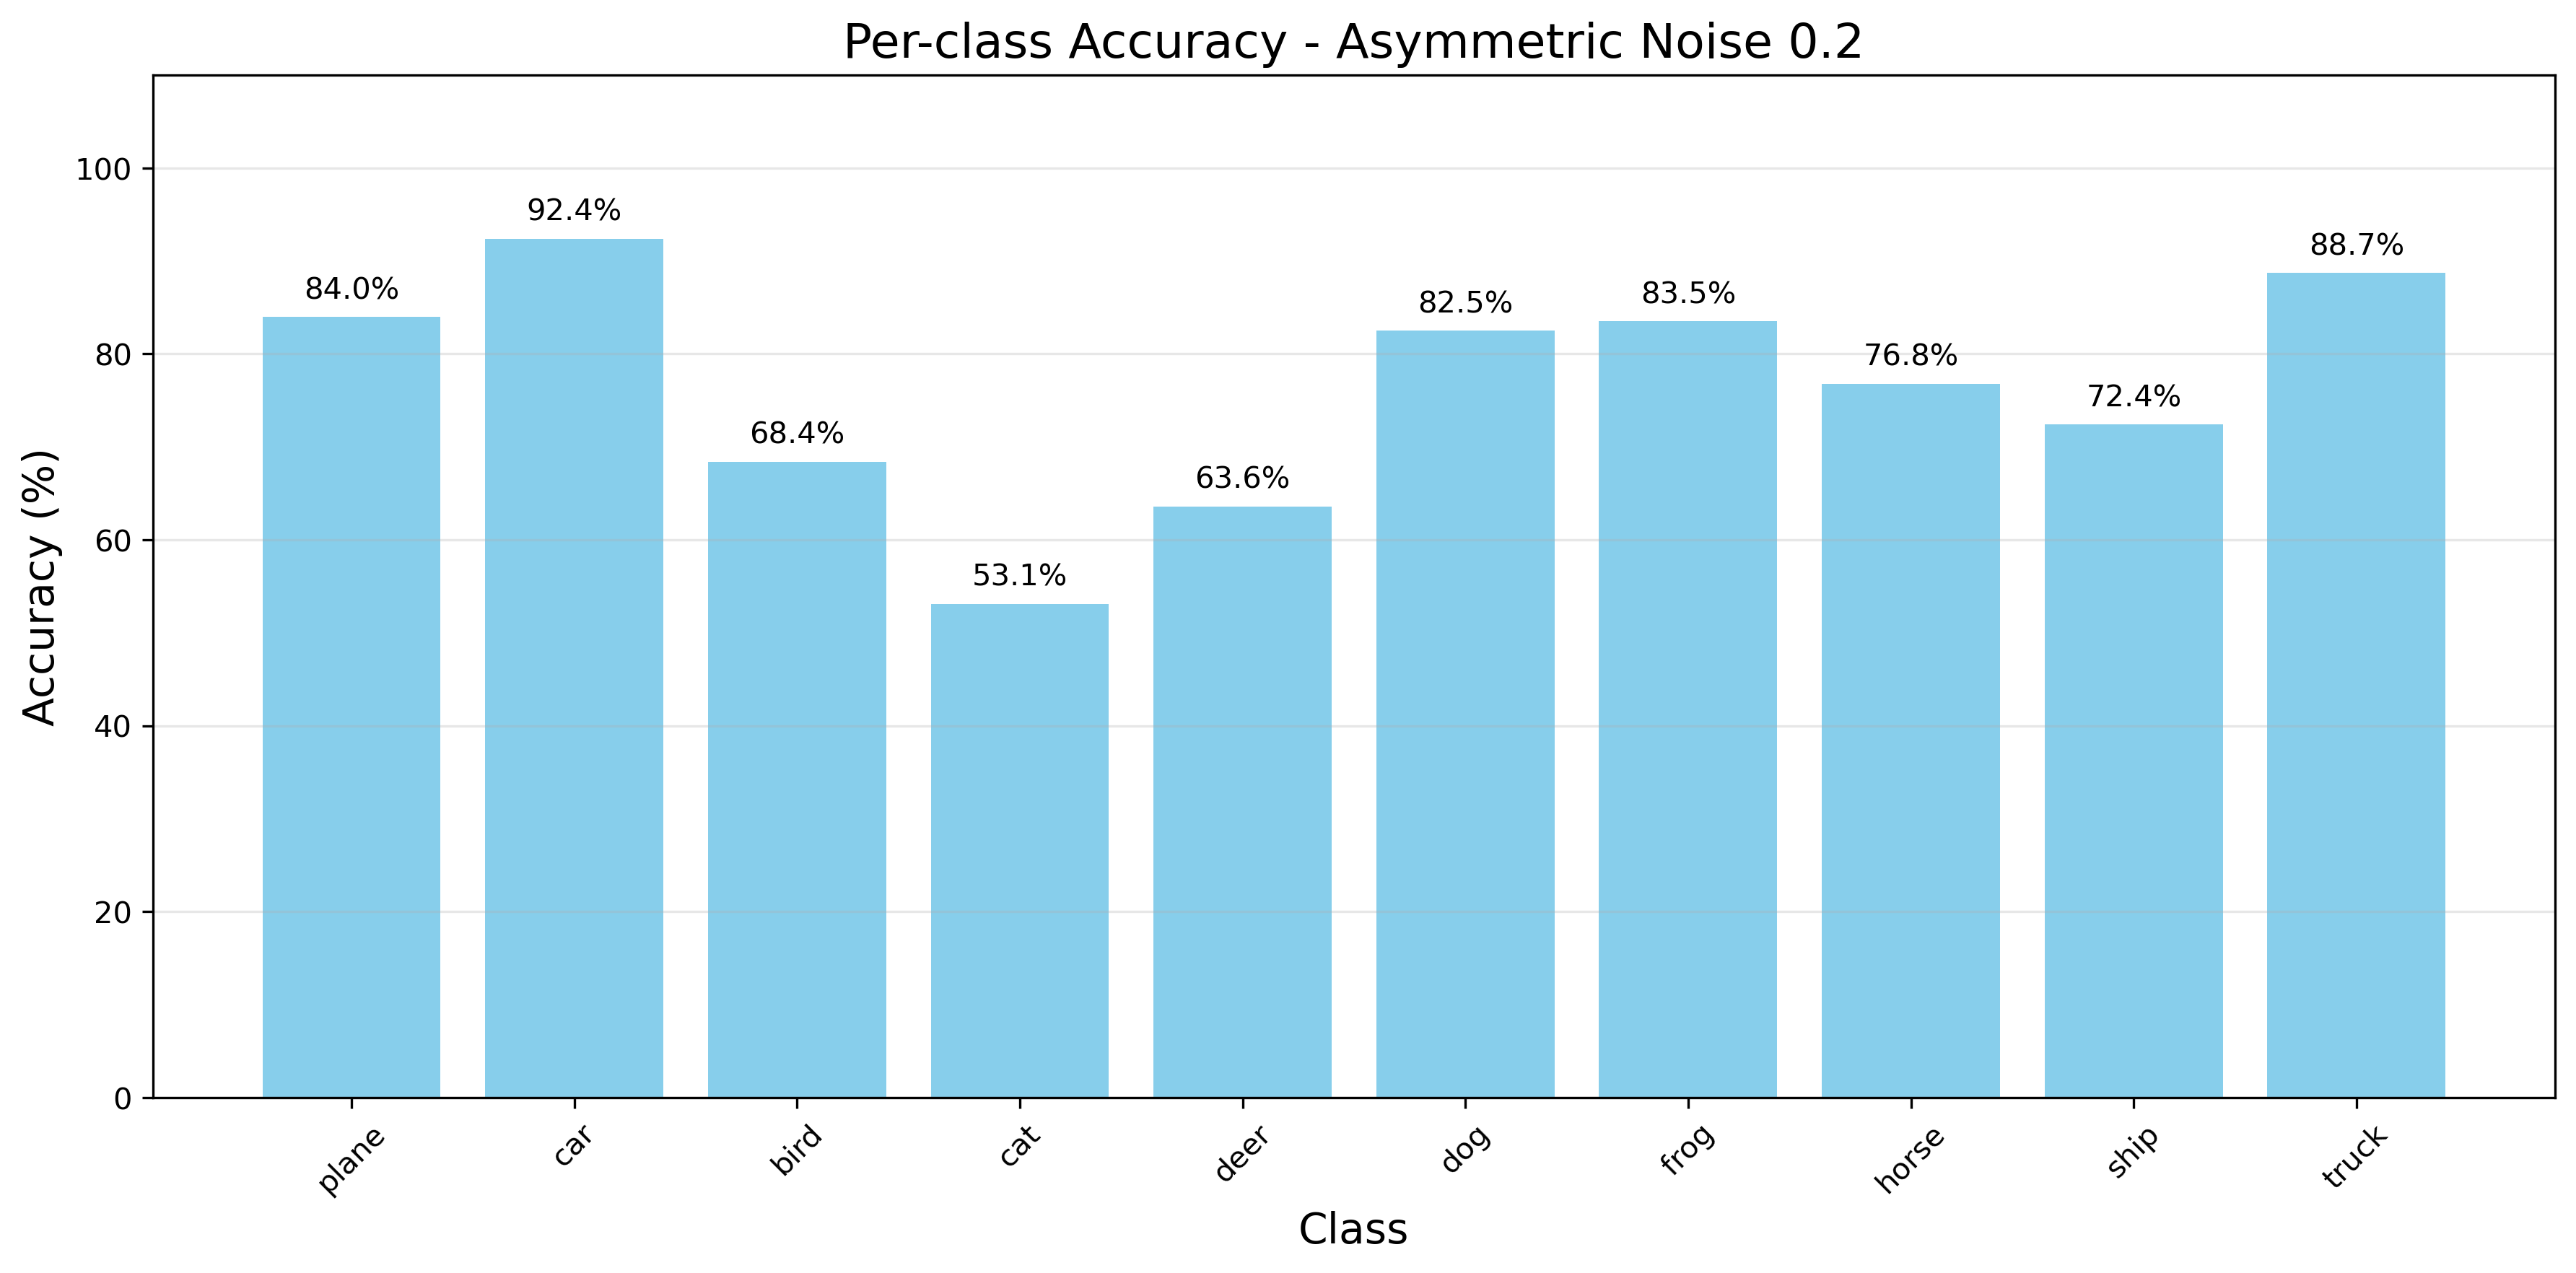 Per-class Accuracy - Asymmetric Noise 0.2
Accuracy (%)
100
80
60
40
20
0
84.0%
92.4%
68.4%
53.1%
63.6%
82.5%
83.5%
76.8%
72.4%
88.7%
plane
car
bird
cat
deer
dog
frog
horse
ship
truck
Class